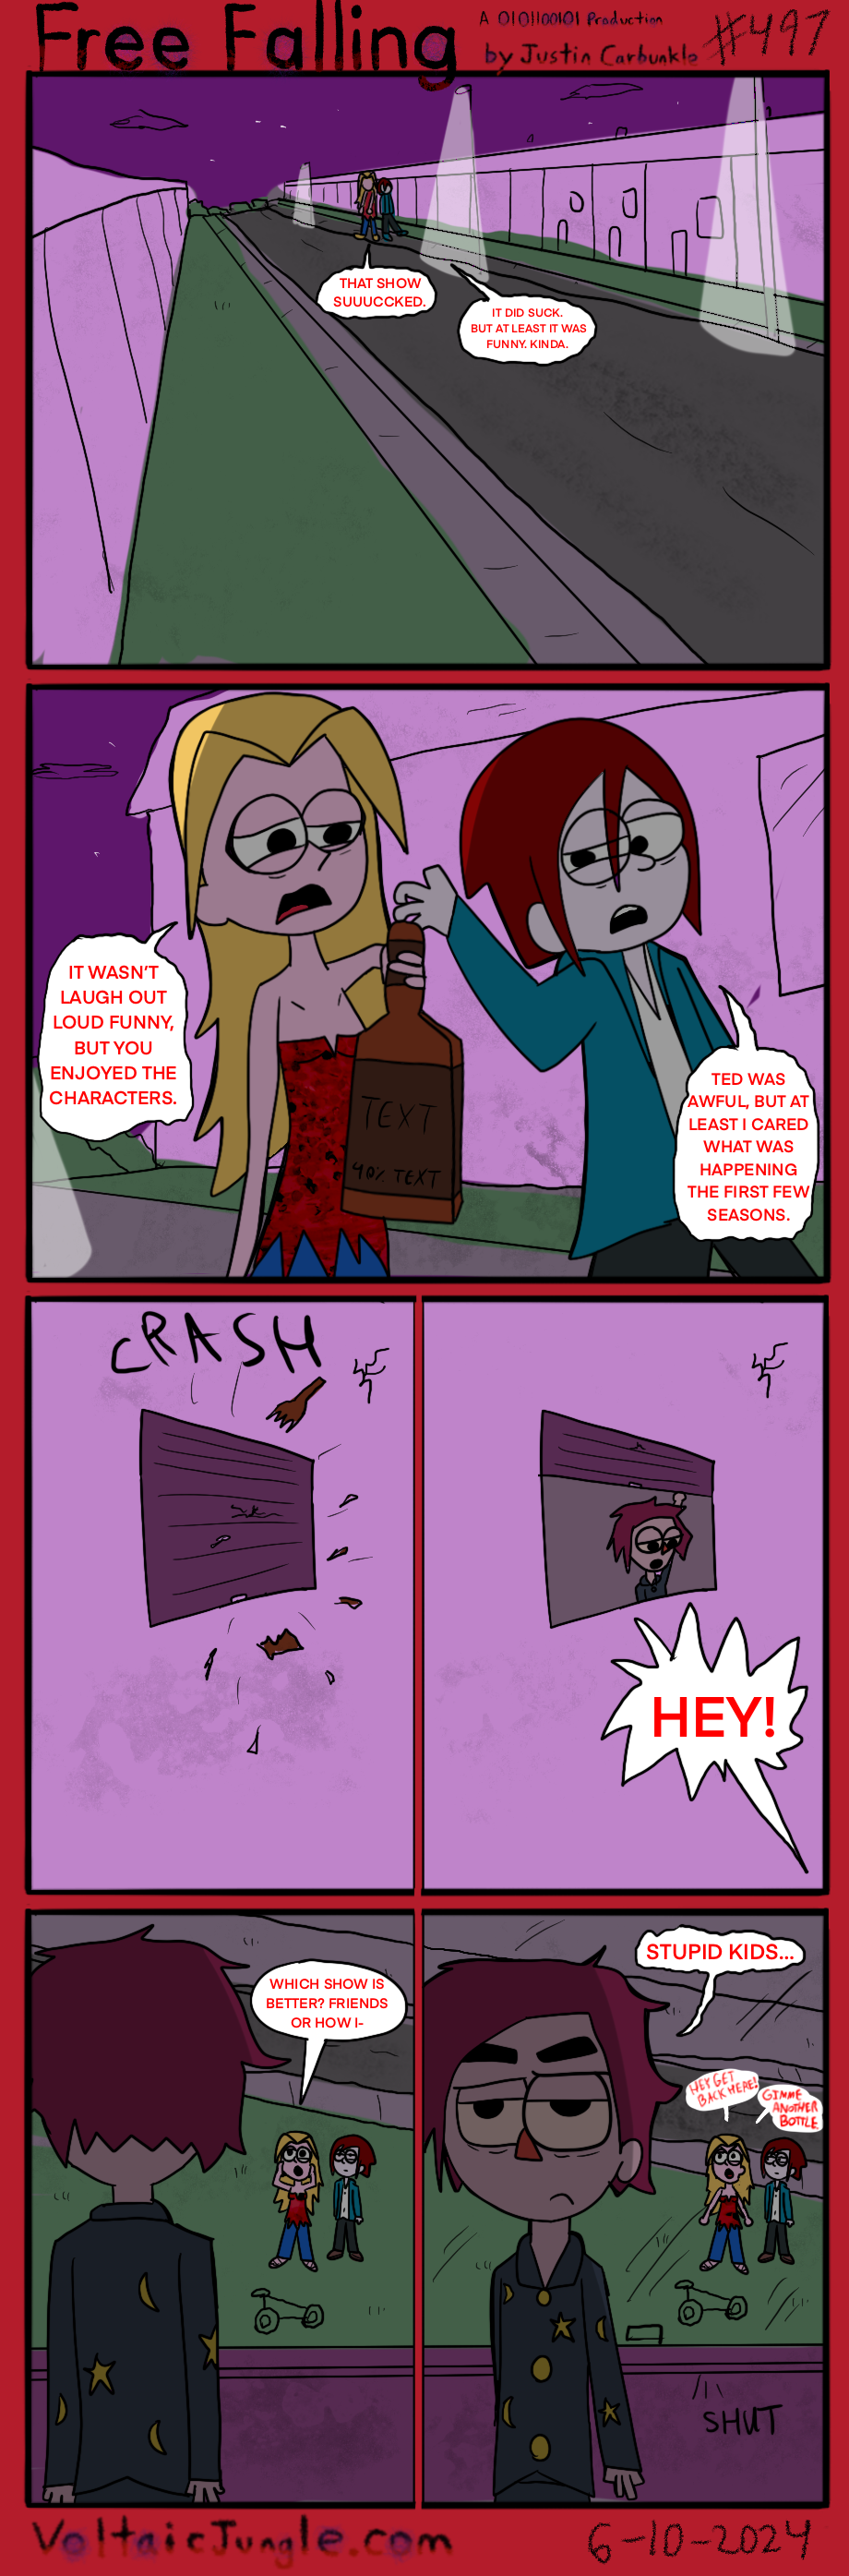 Free Falling
A 0101100101 Production
by Justin Carbunkle
#497
THAT SHOW
SUUUCCKED.
IT DID SUCK.
BUT AT LEAST IT WAS
FUNNY. KINDA.
IT WASN'T
LAUGH OUT
LOUD FUNNY,
BUT YOU
ENJOYED THE
CHARACTERS.
TEXT
40% TEXT
TED WAS
AWFUL, BUT AT
LEAST I CARED
WHAT WAS
HAPPENING
THE FIRST FEW
SEASONS.
CRASH
HEY!
WHICH SHOW IS
BETTER? FRIENDS
OR HOW I-
STUPID KIDS...
HEY GET
BACK HERE!
GIMME
ANOTHER
BOTTLE
SHUT
VoltaicJungle.com
6-10-2024